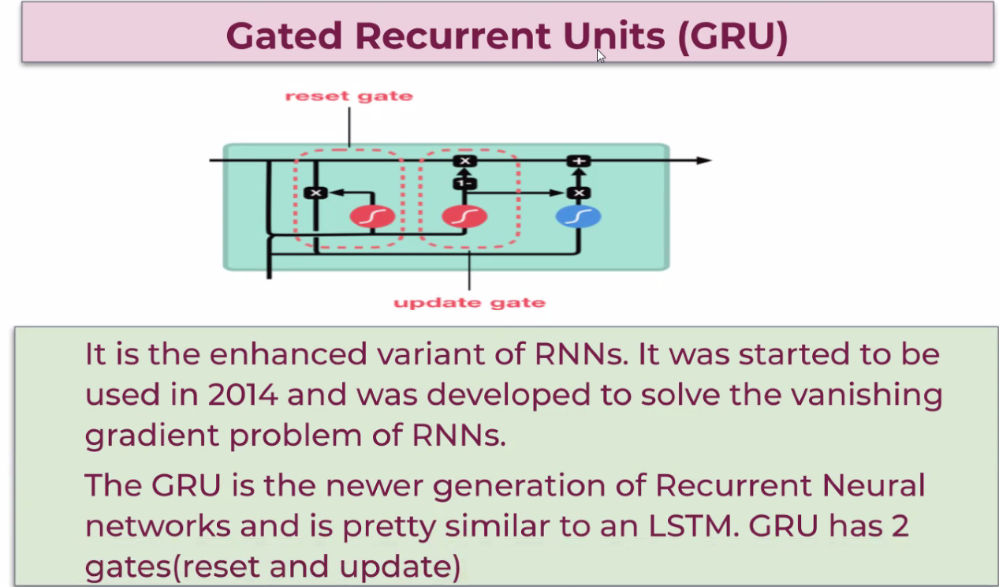 Gated Recurrent Units (GRU)
reset gate
x
+
1-
x
x
update gate
It is the enhanced variant of RNNs. It was started to be
used in 2014 and was developed to solve the vanishing
gradient problem of RNNs.
The GRU is the newer generation of Recurrent Neural
networks and is pretty similar to an LSTM. GRU has 2
gates(reset and update)